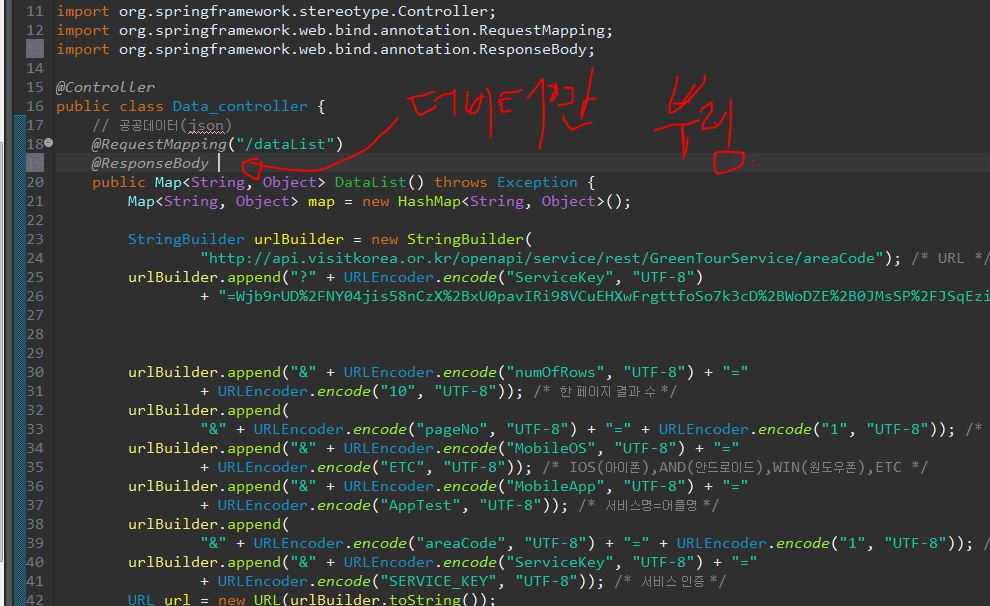 11 import org.springframework.stereotype.Controller;
12 import org.springframework.web.bind.annotation.RequestMapping;
13 import org.springframework.web.bind.annotation.ResponseBody;
14
15 @Controller
16 public class Data_controller {
17 // 공공데이터(json)
18 @RequestMapping("/dataList")
19 @ResponseBody
데이터만 뿌림
20 public Map<String, Object> DataList() throws Exception {
21 Map<String, Object> map = new HashMap<String, Object>();
22
23 StringBuilder urlBuilder = new StringBuilder(
24 "http://api.visitkorea.or.kr/openapi/service/rest/GreenTourService/areaCode"); /* URL */
25 urlBuilder.append("?" + URLEncoder.encode("ServiceKey", "UTF-8")
26 + "=Wjb9rUD%2FNY04jis58nCzX%2BxU0pavIRi98VCuEHXwFrgttfoSo7k3cD%2BWoDZE%2B0JMsSP%2FJSqEzi
27
28
29
30 urlBuilder.append("&" + URLEncoder.encode("numOfRows", "UTF-8") + "="
31 + URLEncoder.encode("10", "UTF-8")); /* 한 페이지 결과 수 */
32 urlBuilder.append(
33 "&" + URLEncoder.encode("pageNo", "UTF-8") + "=" + URLEncoder.encode("1", "UTF-8")); /*
34 urlBuilder.append("&" + URLEncoder.encode("MobileOS", "UTF-8") + "="
35 + URLEncoder.encode("ETC", "UTF-8")); /* IOS(아이폰),AND(안드로이드),WIN(원도우폰),ETC */
36 urlBuilder.append("&" + URLEncoder.encode("MobileApp", "UTF-8") + "="
37 + URLEncoder.encode("AppTest", "UTF-8")); /* 서비스명=어플명 */
38 urlBuilder.append(
39 "&" + URLEncoder.encode("areaCode", "UTF-8") + "=" + URLEncoder.encode("1", "UTF-8")); /
40 urlBuilder.append("&" + URLEncoder.encode("ServiceKey", "UTF-8") + "="
41 + URLEncoder.encode("SERVICE_KEY", "UTF-8")); /* 서비스 인증 */
42 URL url = new URL(urlBuilder.toString());